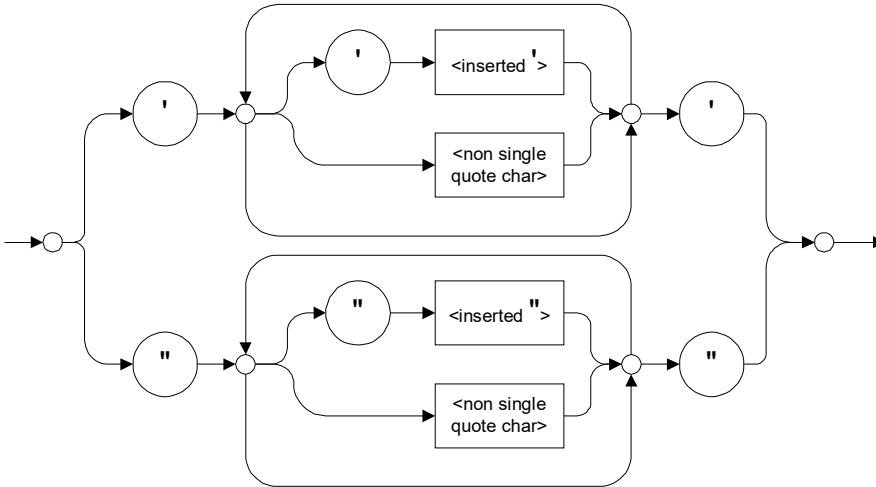 '
<inserted '>
'
'
<non single
quote char>
"
<inserted ">
"
"
<non single
quote char>